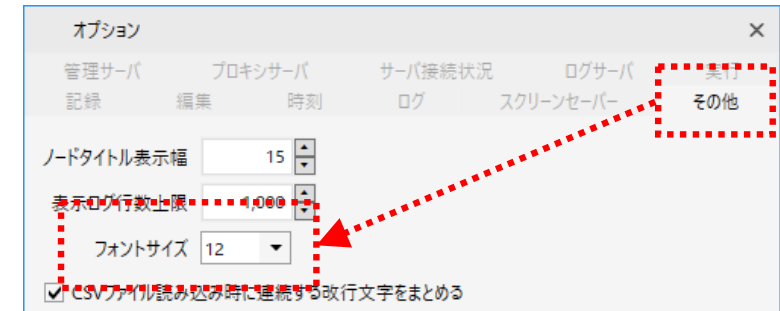 オプション
管理サーバ プロキシサーバ サーバ接続状況 ログサーバ 実行
記録 編集 時刻 ログ スクリーンセーバー その他
ノードタイトル表示幅 15
表示ログ行数上限 1,000
フォントサイズ 12
CSVファイル読み込み時に連続する改行文字をまとめる